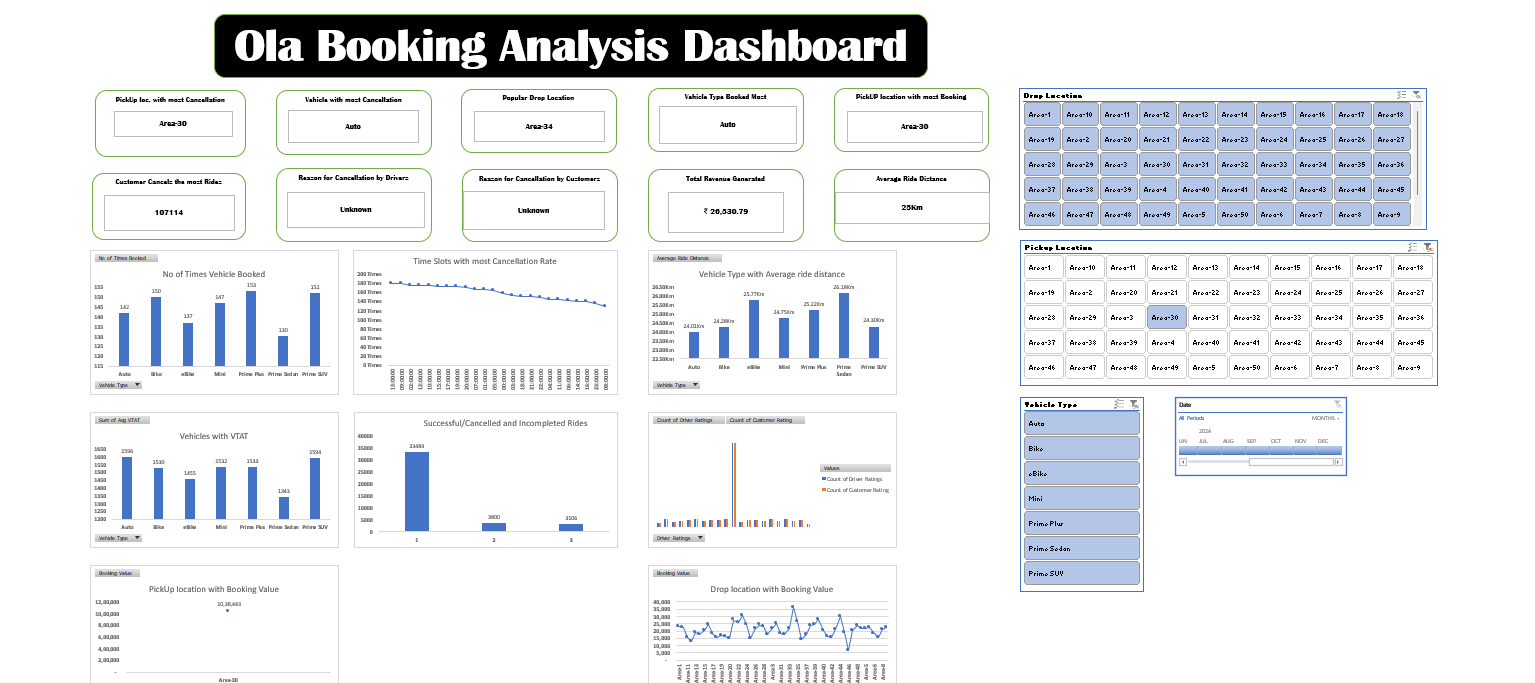 Ola Booking Analysis Dashboard
PickUp loc. with most Cancellation
Area-30
Vehicle with most Cancellation
Auto
Popular Drop Location
Area-34
Vehicle Type Booked Most
Auto
PickUP location with most Booking
Area-30
Customer Cancels the most Rides
107114
Reason for Cancellation by Drivers
Unknown
Reason for Cancellation by Customers
Unknown
Total Revenue Generated
₹ 26,530.79
Average Ride Distance
25Km
Drop Location
Area-1 Area-10 Area-11 Area-12 Area-13 Area-14 Area-15 Area-16 Area-17 Area-18
Area-19 Area-2 Area-20 Area-21 Area-22 Area-23 Area-24 Area-25 Area-26 Area-27
Area-28 Area-29 Area-3 Area-30 Area-31 Area-32 Area-33 Area-34 Area-35 Area-36
Area-37 Area-38 Area-39 Area-4 Area-40 Area-41 Area-42 Area-43 Area-44 Area-45
Area-46 Area-47 Area-48 Area-49 Area-5 Area-50 Area-6 Area-7 Area-8 Area-9
Pickup Location
Area-1 Area-10 Area-11 Area-12 Area-13 Area-14 Area-15 Area-16 Area-17 Area-18
Area-19 Area-2 Area-20 Area-21 Area-22 Area-23 Area-24 Area-25 Area-26 Area-27
Area-28 Area-29 Area-3 Area-30 Area-31 Area-32 Area-33 Area-34 Area-35 Area-36
Area-37 Area-38 Area-39 Area-4 Area-40 Area-41 Area-42 Area-43 Area-44 Area-45
Area-46 Area-47 Area-48 Area-49 Area-5 Area-50 Area-6 Area-7 Area-8 Area-9
Vehicle Type
Auto
Bike
eBike
Mini
Prime Plus
Prime Sedan
Prime SUV
Date
All Periods MONTHS
2024
UN JUL AUG SEP OCT NOV DEC
No of Times Booked
No of Times Vehicle Booked
155
150
145
140
135
130
125
120
115
142 150 137 147 153 130 152
Auto Bike eBike Mini Prime Plus Prime Sedan Prime SUV
Vehicle Type
Time Slots with most Cancellation Rate
200 Times
180 Times
160 Times
140 Times
120 Times
100 Times
80 Times
60 Times
40 Times
20 Times
0 Times
Average Ride Distance
Vehicle Type with Average ride distance
26.50Km
26.00Km
25.50Km
25.00Km
24.50Km
24.00Km
23.50Km
23.00Km
22.50Km
24.01Km 24.28Km 25.77Km 24.75Km 25.22Km 26.18Km 24.30Km
Auto Bike eBike Mini Prime Plus Prime Sedan Prime SUV
Vehicle Type
Sum of Avg VTAT
Vehicles with VTAT
1650
1600
1550
1500
1450
1400
1350
1300
1250
1200
1596 1530 1455 1532 1533 1343 1594
Auto Bike eBike Mini Prime Plus Prime Sedan Prime SUV
Vehicle Type
Successful/Cancelled and Incompleted Rides
40000
35000
30000
25000
20000
15000
10000
5000
0
33484 3800 3106
1 2 3
Count of Driver Ratings Count of Customer Rating
Values
Count of Driver Ratings
Count of Customer Rating
Driver Ratings
Booking Value
PickUp location with Booking Value
12,00,000
10,00,000
8,00,000
6,00,000
4,00,000
2,00,000
-
10,38,443
Area-30
Booking Value
Drop location with Booking Value
40,000
35,000
30,000
25,000
20,000
15,000
10,000
5,000
-